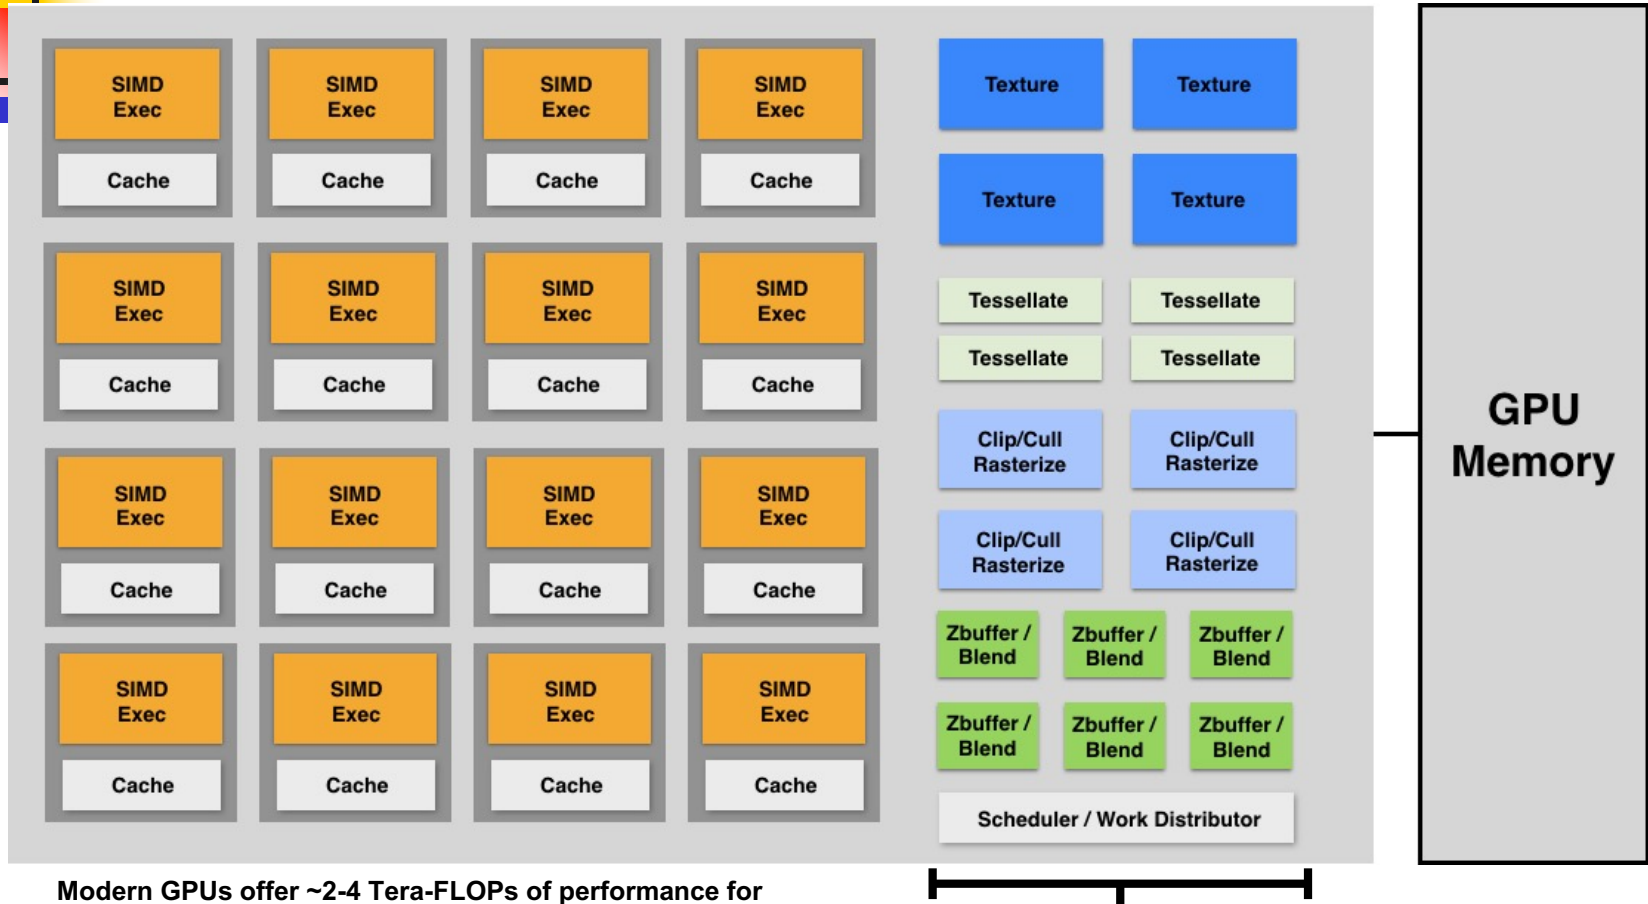 SIMD
Exec
Cache
SIMD
Exec
Cache
SIMD
Exec
Cache
SIMD
Exec
Cache
SIMD
Exec
Cache
SIMD
Exec
Cache
SIMD
Exec
Cache
SIMD
Exec
Cache
SIMD
Exec
Cache
SIMD
Exec
Cache
SIMD
Exec
Cache
SIMD
Exec
Cache
SIMD
Exec
Cache
SIMD
Exec
Cache
SIMD
Exec
Cache
SIMD
Exec
Cache
Texture
Texture
Texture
Texture
Tessellate
Tessellate
Tessellate
Tessellate
Clip/Cull
Rasterize
Clip/Cull
Rasterize
Clip/Cull
Rasterize
Clip/Cull
Rasterize
Zbuffer /
Blend
Zbuffer /
Blend
Zbuffer /
Blend
Zbuffer /
Blend
Zbuffer /
Blend
Zbuffer /
Blend
Scheduler / Work Distributor
GPU
Memory
Modern GPUs offer ~2-4 Tera-FLOPs of performance for